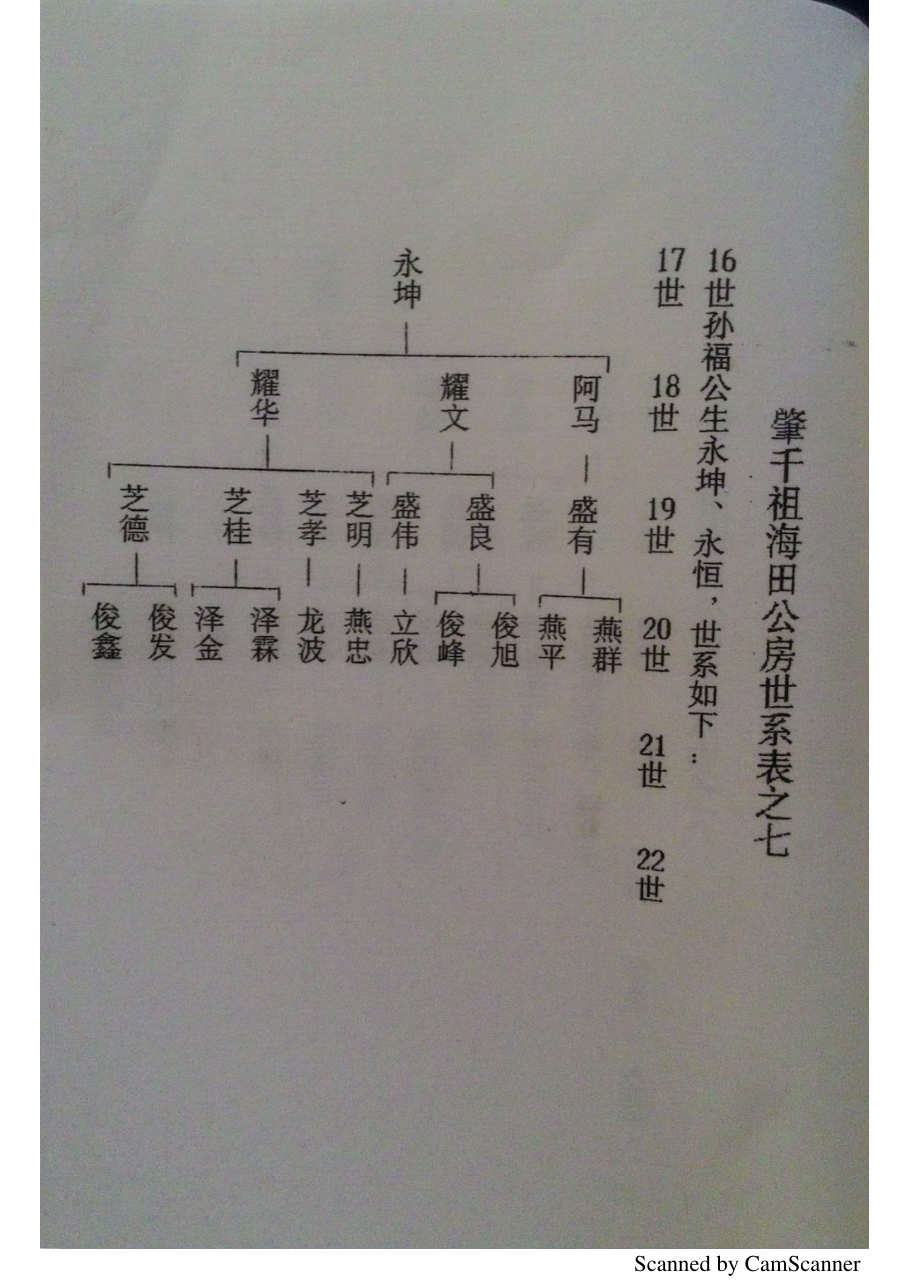 肇千祖海田公房世系表之七
16世孙福公生永坤、永恒，世系如下：
17世 18世 19世 20世 21世 22世
永坤
阿马 耀文 耀华
盛有 盛良 盛伟 芝明 芝孝 芝桂 芝德
燕群 燕平 俊旭 俊峰 立欣 燕忠 龙波 泽霖 泽金 俊发 俊鑫
Scanned by CamScanner